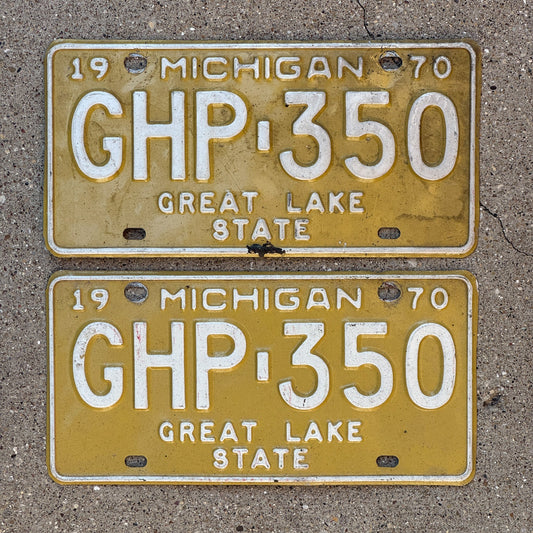 19 MICHIGAN 70
GHP-350
GREAT LAKE
STATE
19 MICHIGAN 70
GHP-350
GREAT LAKE
STATE